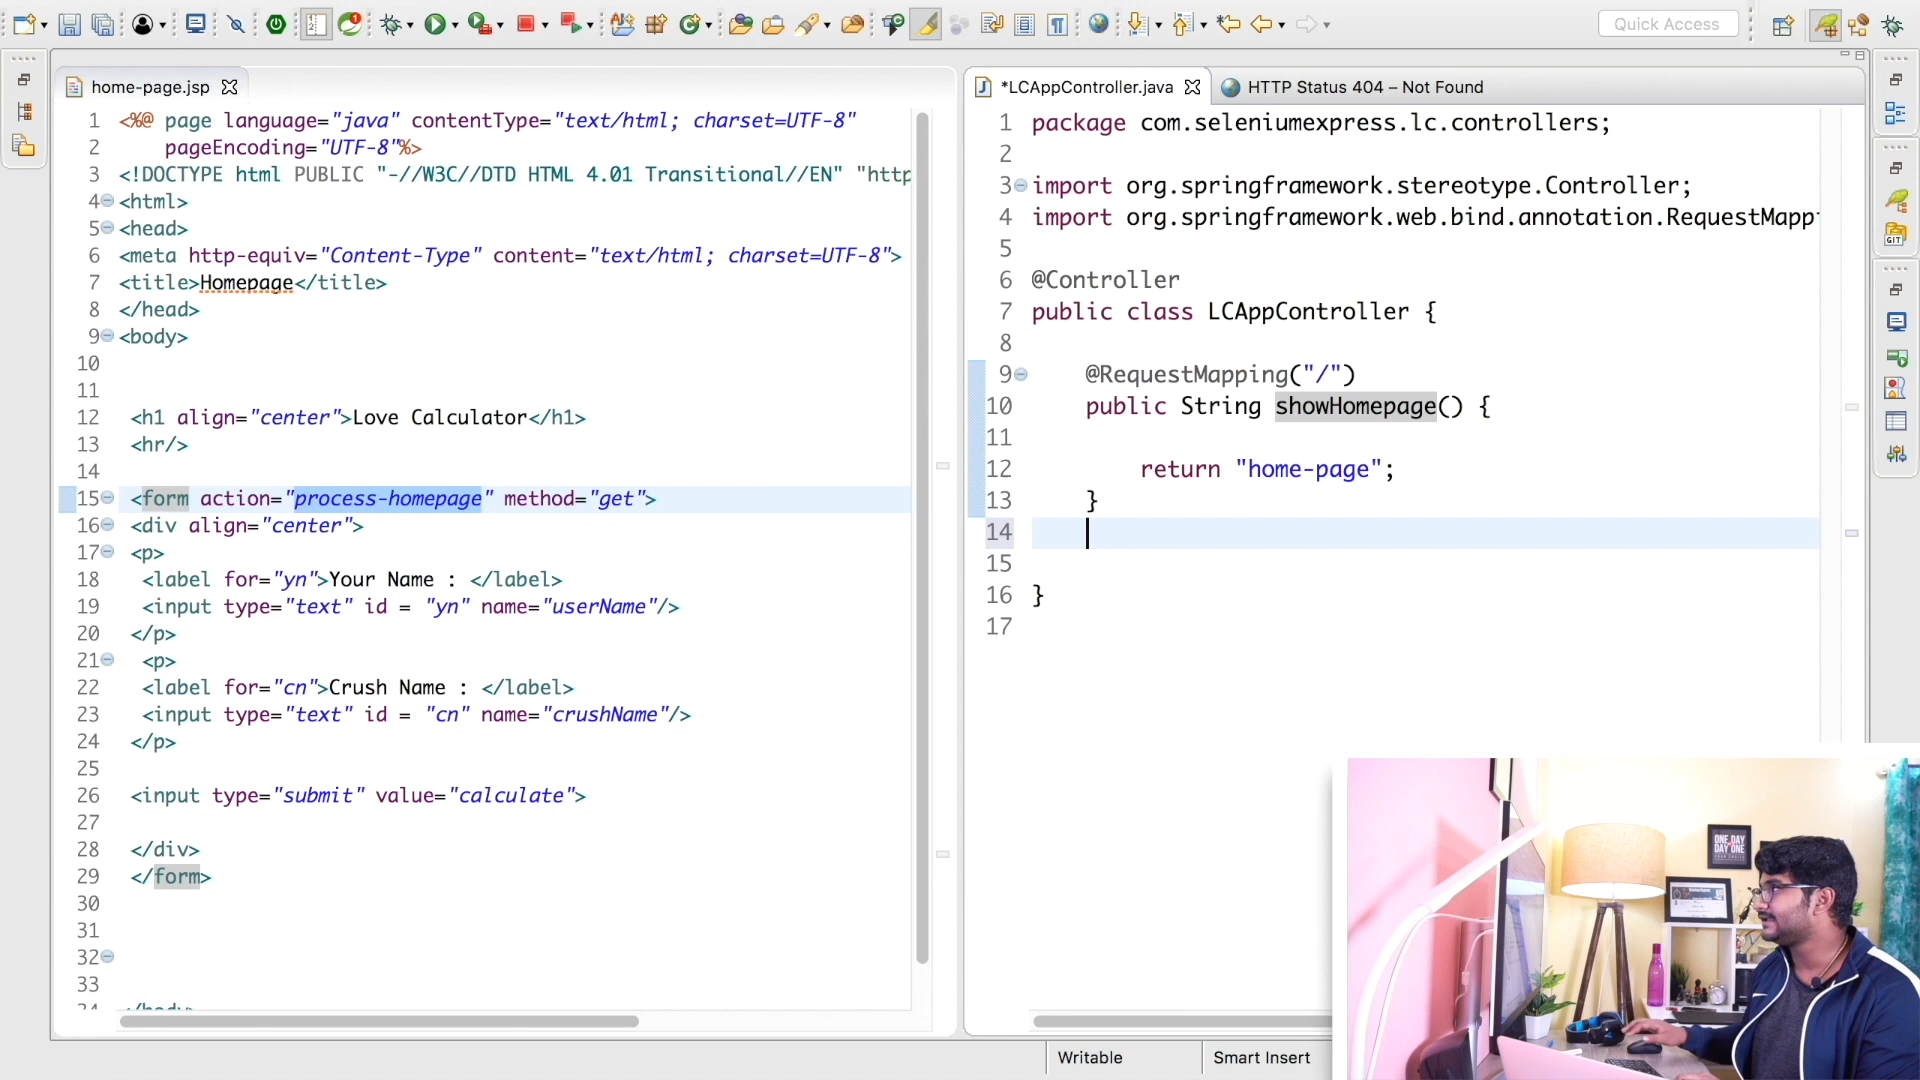 Quick Access
home-page.jsp
*LCAppController.java
HTTP Status 404 – Not Found
1 <%@ page language="java" contentType="text/html; charset=UTF-8"
2 pageEncoding="UTF-8"%>
3 <!DOCTYPE html PUBLIC "-//W3C//DTD HTML 4.01 Transitional//EN" "http
4 <html>
5 <head>
6 <meta http-equiv="Content-Type" content="text/html; charset=UTF-8">
7 <title>Homepage</title>
8 </head>
9 <body>
10
11
12 <h1 align="center">Love Calculator</h1>
13 <hr/>
14
15 <form action="process-homepage" method="get">
16 <div align="center">
17 <p>
18 <label for="yn">Your Name : </label>
19 <input type="text" id = "yn" name="userName"/>
20 </p>
21 <p>
22 <label for="cn">Crush Name : </label>
23 <input type="text" id = "cn" name="crushName"/>
24 </p>
25
26 <input type="submit" value="calculate">
27
28 </div>
29 </form>
30
31
32
33
34 </body>
1 package com.seleniumexpress.lc.controllers;
2
3 import org.springframework.stereotype.Controller;
4 import org.springframework.web.bind.annotation.RequestMapp
5
6 @Controller
7 public class LCAppController {
8
9 @RequestMapping("/")
10 public String showHomepage() {
11
12 return "home-page";
13 }
14
15
16 }
17
GIT
ONE DAY
DAY ONE
Writable
Smart Insert